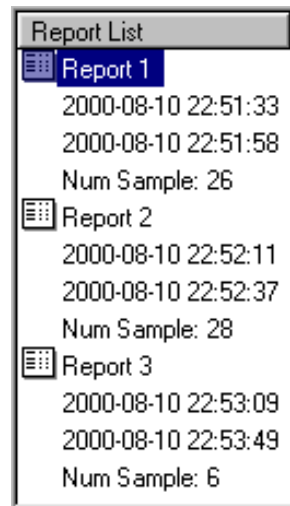 Report List
Report 1
2000-08-10 22:51:33
2000-08-10 22:51:58
Num Sample: 26
Report 2
2000-08-10 22:52:11
2000-08-10 22:52:37
Num Sample: 28
Report 3
2000-08-10 22:53:09
2000-08-10 22:53:49
Num Sample: 6